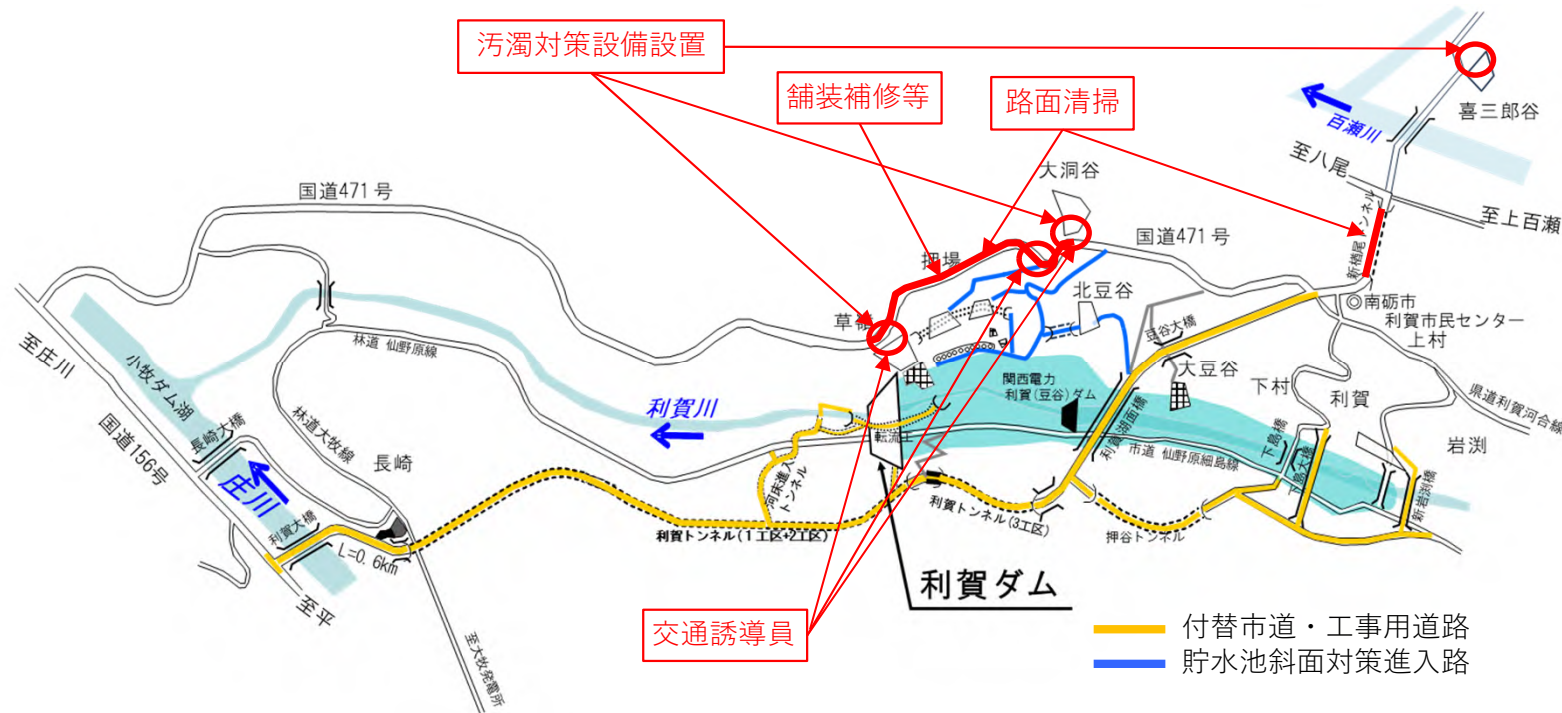 汚濁対策設備設置
舗装補修等
路面清掃
喜三郎谷
百瀬川
至八尾
至上百瀬
新楢尾トンネル
大洞谷
国道471号
国道471号
押場
草嶺
北豆谷
豆谷大橋
南砺市
利賀市民センター
上村
大豆谷
下村
利賀
県道利賀河合線
岩渕
関西電力
利賀(豆谷)ダム
利賀湖面橋
市道 仙野原細島線
下島橋
下島大橋
新岩渕橋
林道 仙野原線
利賀川
転流工
至庄川
小牧ダム湖
国道156号
長崎大橋
林道大牧線
長崎
庄川
利賀大橋
L=0.6km
至平
至大牧発電所
河床進入
トンネル
利賀トンネル(1工区+2工区)
利賀トンネル(3工区)
押谷トンネル
利賀ダム
交通誘導員
付替市道・工事用道路
貯水池斜面対策進入路